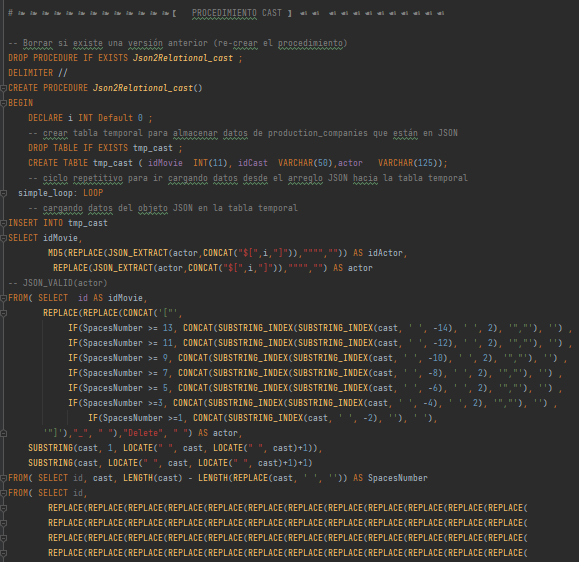 # [ PROCEDIMIENTO CAST ]
-- Borrar si existe una versión anterior (re-crear el procedimiento)
DROP PROCEDURE IF EXISTS Json2Relational_cast ;
DELIMITER //
CREATE PROCEDURE Json2Relational_cast()
BEGIN
DECLARE i INT Default 0 ;
-- crear tabla temporal para almacenar datos de production_companies que están en JSON
DROP TABLE IF EXISTS tmp_cast ;
CREATE TABLE tmp_cast ( idMovie  INT(11), idCast  VARCHAR(50),actor   VARCHAR(125));
-- ciclo repetitivo para ir cargando datos desde el arreglo JSON hacia la tabla temporal
simple_loop: LOOP
-- cargando datos del objeto JSON en la tabla temporal
INSERT INTO tmp_cast
SELECT idMovie,
MD5(REPLACE(JSON_EXTRACT(actor,CONCAT("$[",i,"]")),"""","")) AS idActor,
REPLACE(JSON_EXTRACT(actor,CONCAT("$[",i,"]")),"""","") AS actor
-- JSON_VALID(actor)
FROM( SELECT  id AS idMovie,
REPLACE(REPLACE(CONCAT('["',
IF(SpacesNumber >= 13, CONCAT(SUBSTRING_INDEX(SUBSTRING_INDEX(cast, ' ', -14), ' ', 2), '","'), '') ,
IF(SpacesNumber >= 11, CONCAT(SUBSTRING_INDEX(SUBSTRING_INDEX(cast, ' ', -12), ' ', 2), '","'), '') ,
IF(SpacesNumber >= 9, CONCAT(SUBSTRING_INDEX(SUBSTRING_INDEX(cast, ' ', -10), ' ', 2), '","'), '') ,
IF(SpacesNumber >= 7, CONCAT(SUBSTRING_INDEX(SUBSTRING_INDEX(cast, ' ', -8), ' ', 2), '","'), '') ,
IF(SpacesNumber >= 5, CONCAT(SUBSTRING_INDEX(SUBSTRING_INDEX(cast, ' ', -6), ' ', 2), '","'), '') ,
IF(SpacesNumber >=3, CONCAT(SUBSTRING_INDEX(SUBSTRING_INDEX(cast, ' ', -4), ' ', 2), '","'), '') ,
IF(SpacesNumber >=1, CONCAT(SUBSTRING_INDEX(cast, ' ', -2), ''), ' '),
'"]'),"_", " "),"Delete", " ") AS actor,
SUBSTRING(cast, 1, LOCATE(" ", cast, LOCATE(" ", cast)+1)),
SUBSTRING(cast, LOCATE(" ", cast, LOCATE(" ", cast)+1)+1)
FROM( SELECT id, cast, LENGTH(cast) - LENGTH(REPLACE(cast, ' ', '')) AS SpacesNumber
FROM( SELECT id,
REPLACE(REPLACE(REPLACE(REPLACE(REPLACE(REPLACE(REPLACE(REPLACE(REPLACE(REPLACE(REPLACE(REPLACE(
REPLACE(REPLACE(REPLACE(REPLACE(REPLACE(REPLACE(REPLACE(REPLACE(REPLACE(REPLACE(REPLACE(REPLACE(
REPLACE(REPLACE(REPLACE(REPLACE(REPLACE(REPLACE(REPLACE(REPLACE(REPLACE(REPLACE(REPLACE(REPLACE(
REPLACE(REPLACE(REPLACE(REPLACE(REPLACE(REPLACE(REPLACE(REPLACE(REPLACE(REPLACE(REPLACE(REPLACE(